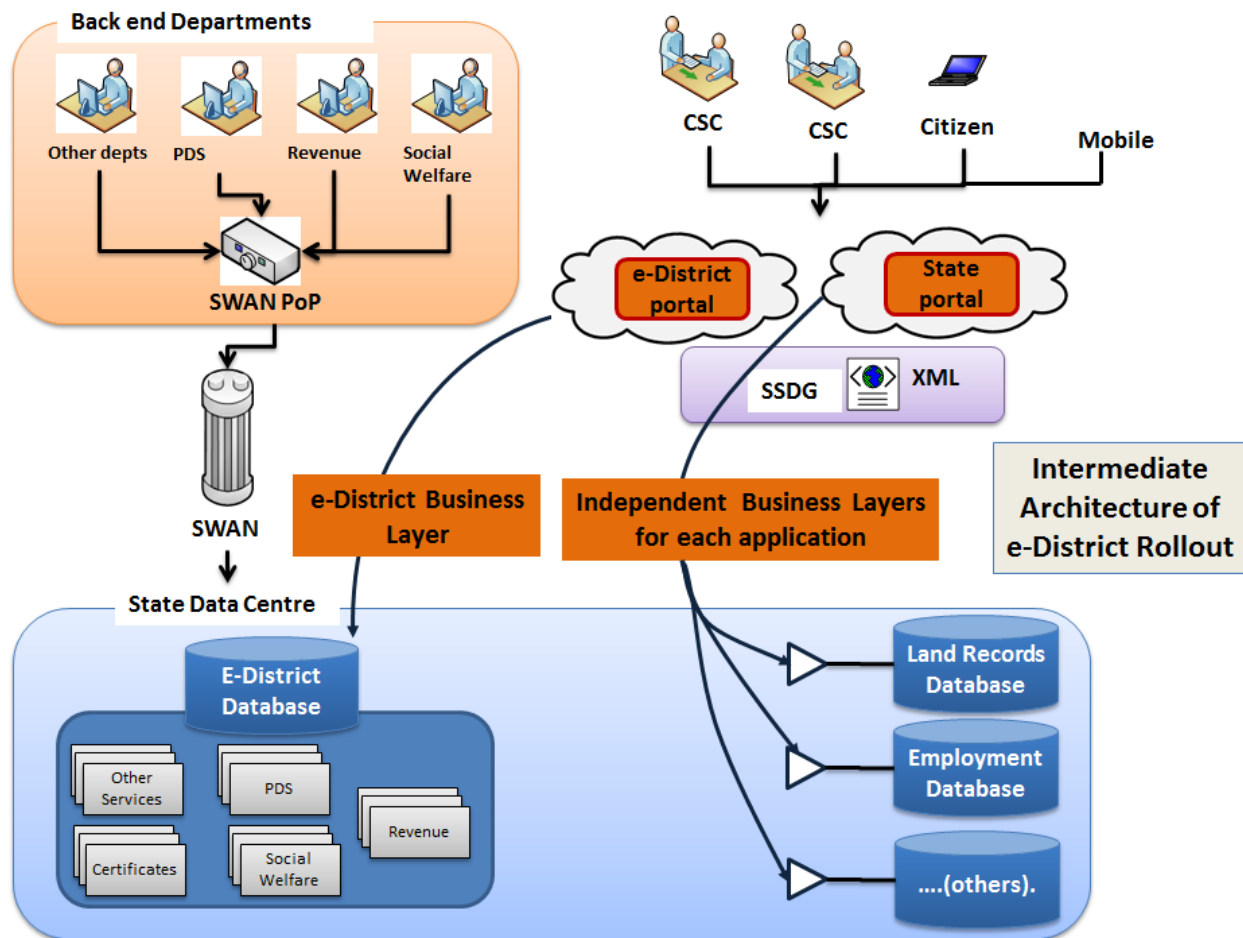 Back end Departments
Other depts
PDS
Revenue
Social
Welfare
SWAN PoP
SWAN
CSC
CSC
Citizen
Mobile
e-District
portal
State
portal
SSDG
XML
e-District Business
Layer
Independent Business Layers
for each application
Intermediate
Architecture of
e-District Rollout
State Data Centre
E-District
Database
Other
Services
PDS
Revenue
Certificates
Social
Welfare
Land Records
Database
Employment
Database
....(others).